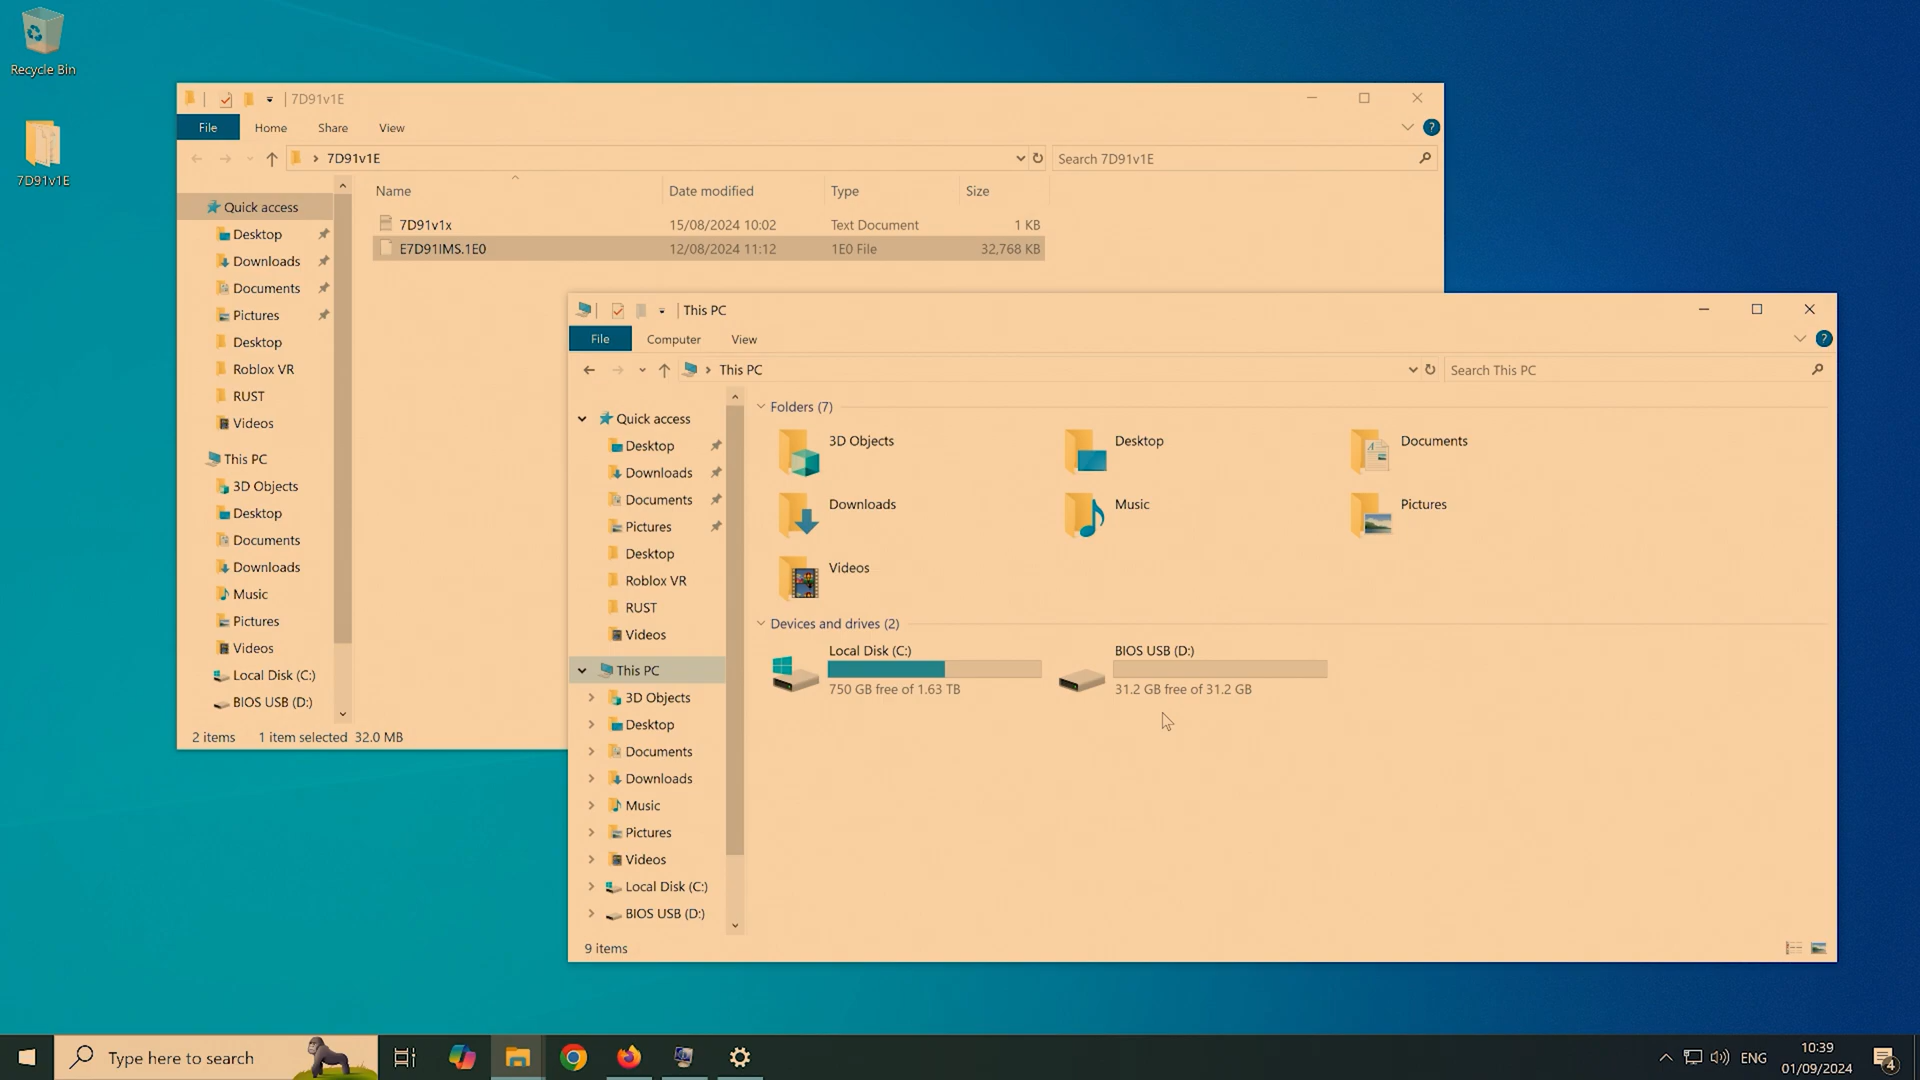 Recycle Bin
7D91v1E
7D91v1E
File Home Share View
7D91v1E
Search 7D91v1E
Name Date modified Type Size
7D91v1x 15/08/2024 10:02 Text Document 1 KB
E7D91IMS.1E0 12/08/2024 11:12 1E0 File 32,768 KB
Quick access
Desktop
Downloads
Documents
Pictures
Desktop
Roblox VR
RUST
Videos
This PC
3D Objects
Desktop
Documents
Downloads
Music
Pictures
Videos
Local Disk (C:)
BIOS USB (D:)
2 items 1 item selected 32.0 MB
This PC
File Computer View
This PC
Search This PC
Quick access
Desktop
Downloads
Documents
Pictures
Desktop
Roblox VR
RUST
Videos
This PC
3D Objects
Desktop
Documents
Downloads
Music
Pictures
Videos
Local Disk (C:)
BIOS USB (D:)
Folders (7)
3D Objects
Desktop
Documents
Downloads
Music
Pictures
Videos
Devices and drives (2)
Local Disk (C:)
750 GB free of 1.63 TB
BIOS USB (D:)
31.2 GB free of 31.2 GB
9 items
Type here to search
ENG
10:39
01/09/2024
4